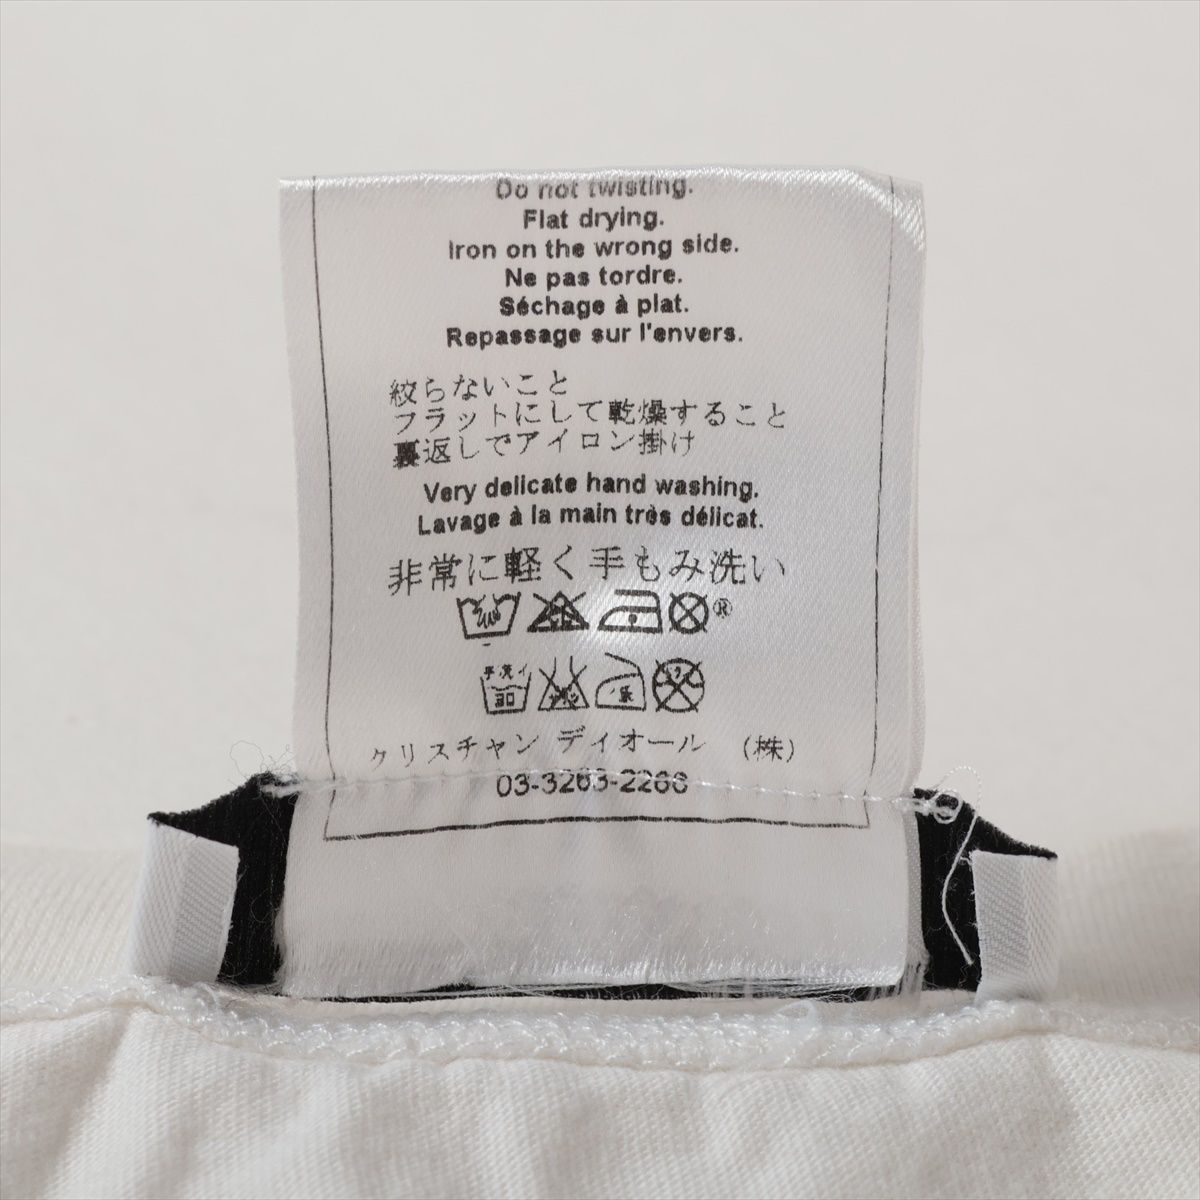 Do not twisting.
Flat drying.
Iron on the wrong side.
Ne pas tordre.
Séchage à plat.
Repassage sur l'envers.
絞らないこと
フラットにして乾燥すること
裏返しでアイロン掛け
Very delicate hand washing.
Lavage à la main très délicat.
非常に軽く手もみ洗い
®
手洗イ
30
クリスチャン ディオール (株)
03-3263-2266